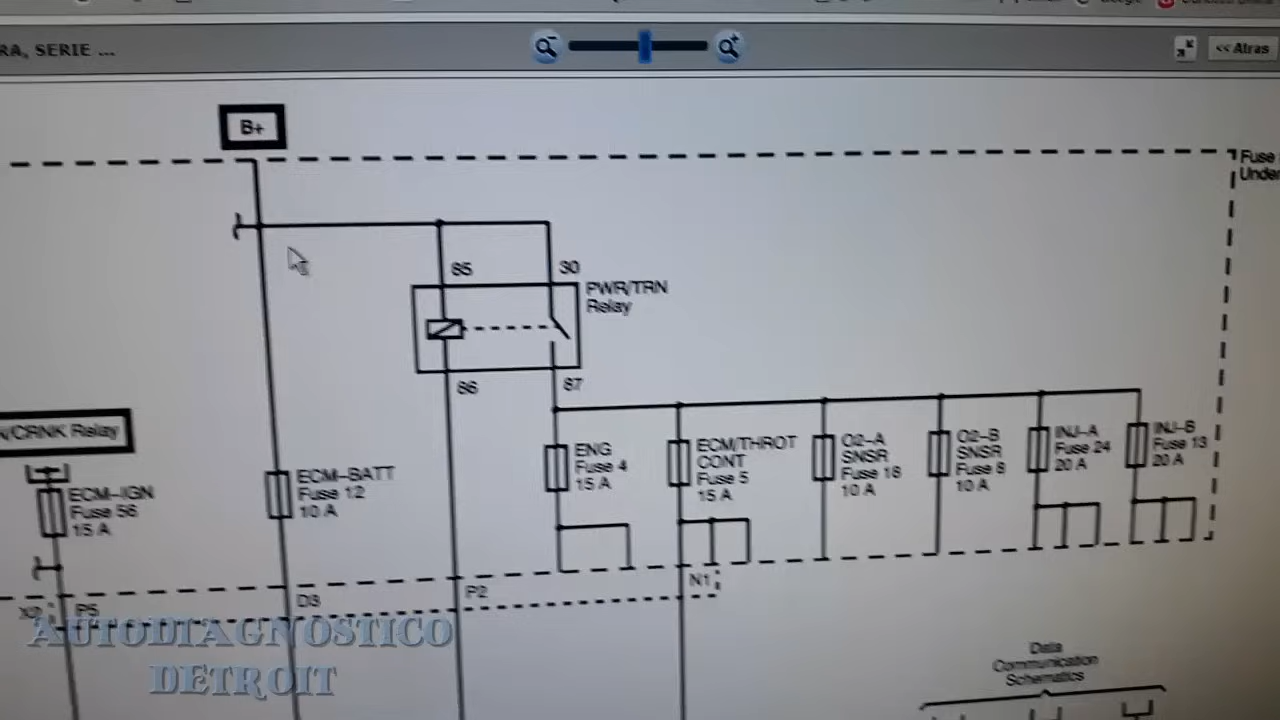 RA, SERIE ...
<< Atras
B+
Fuse
Under
85
30
PWR/TRN
Relay
86
87
/CRNK Relay
ECM-IGN
Fuse 56
15 A
ECM-BATT
Fuse 12
10 A
ENG
Fuse 4
15 A
ECM/THROT
CONT
Fuse 5
15 A
O2-A
SNSR
Fuse 18
10 A
O2-B
SNSR
Fuse 8
10 A
INJ-A
Fuse 24
20 A
INJ-B
Fuse 13
20 A
P5
D3
P2
N1
AUTODIAGNOSTICO
DETROIT
Data
Communication
Schematics